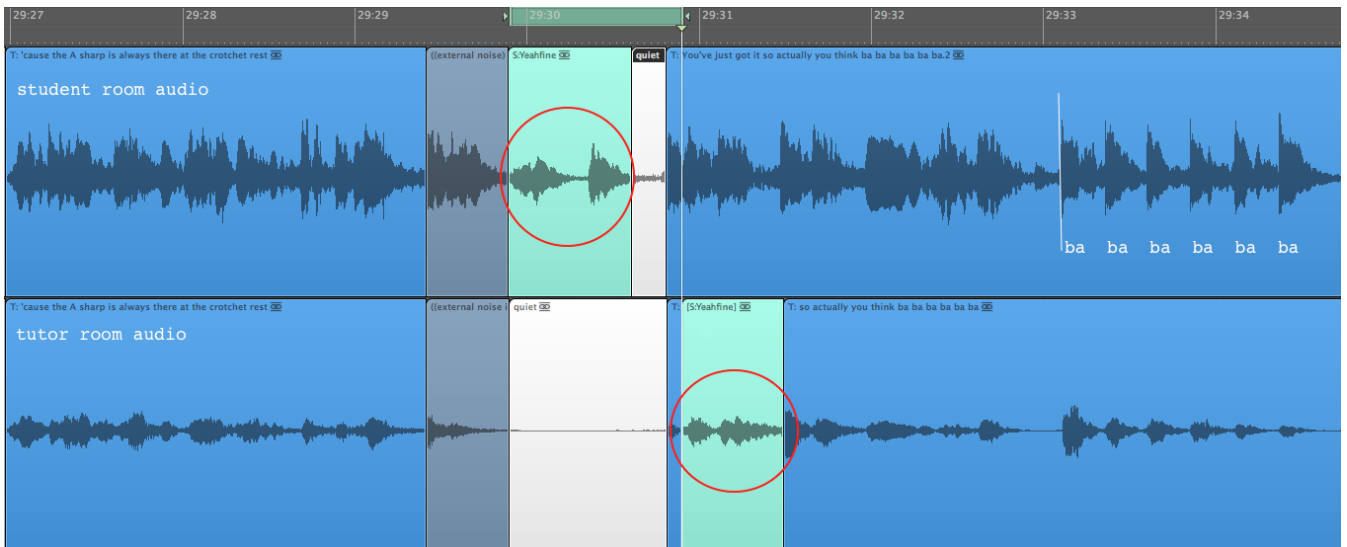 29:27 29:28 29:29 29:30 29:31 29:32 29:33 29:34
T: 'cause the A sharp is always there at the crotchet rest ((external noise) S:Yeahfine quiet T: You've just got it so actually you think ba ba ba ba ba ba.2
student room audio
ba ba ba ba ba ba
T: 'cause the A sharp is always there at the crotchet rest ((external noise i quiet T: [S:Yeahfine] T: so actually you think ba ba ba ba ba ba
tutor room audio